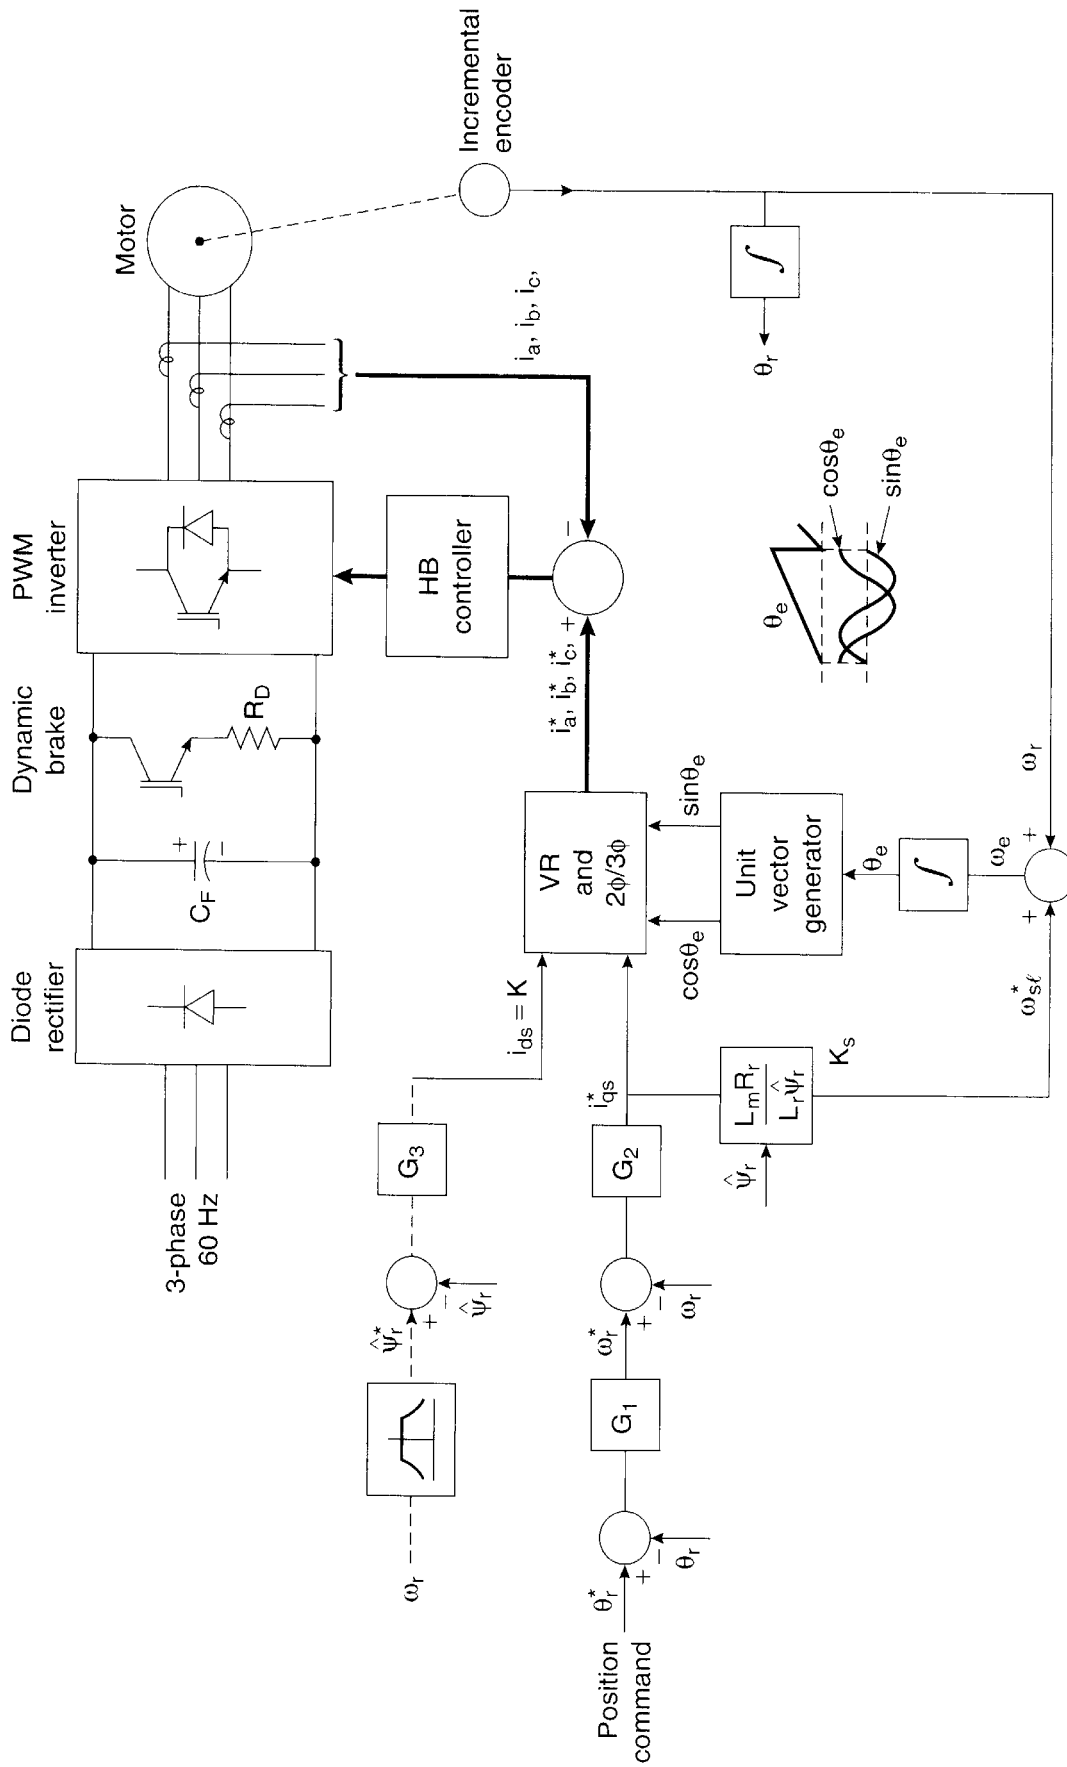 Diode
rectifier
Dynamic
brake
PWM
inverter
Motor
3-phase
60 Hz
C_F
+
−
R_D
Incremental
encoder
HB
controller
i_a, i_b, i_c,
−
i_a^*, i_b^*, i_c^*, +
ω_r
ψ̂_r^*
+
−
ψ̂_r
G_3
i_ds = K
VR
and
2ϕ/3ϕ
Position
command
θ_r^*
+
−
θ_r
G_1
ω_r^*
+
−
ω_r
G_2
i_qs^*
cosθ_e
sinθ_e
Unit
vector
generator
ψ̂_r
L_m R_r
L_r ψ̂_r
K_s
θ_e
∫
ω_e
ω_sℓ^*
+
+
ω_r
θ_e
cosθ_e
sinθ_e
∫
θ_r